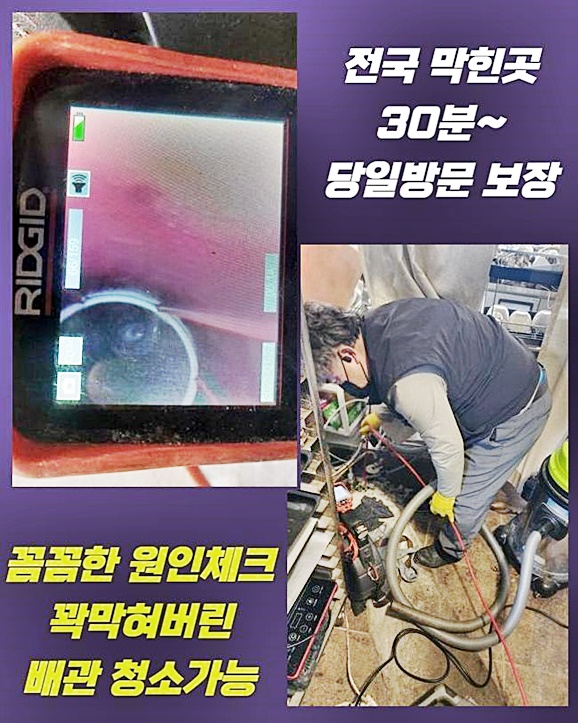 전국 막힌곳
30분~
당일방문 보장
RIDGID
꼼꼼한 원인체크
꽉막혀버린
배관 청소가능